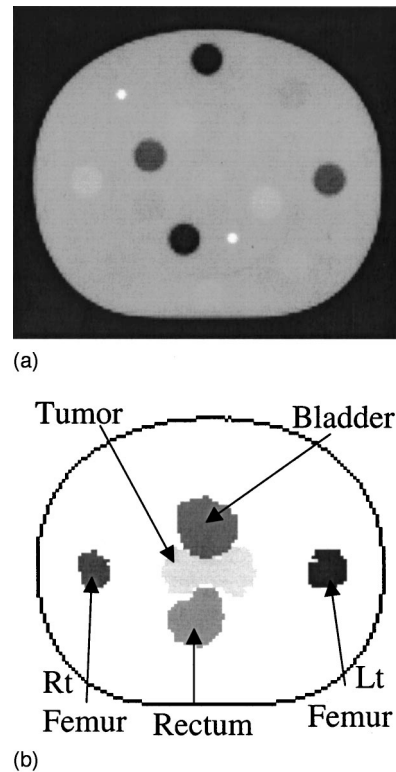 (a)
Tumor
Bladder
Rt
Femur
Rectum
Lt
Femur
(b)